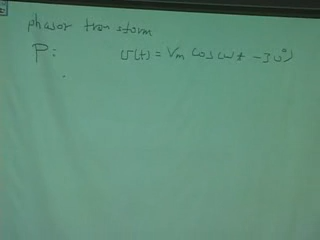 phasor transform
P: v(t) = Vm cos(ωt - 30°)